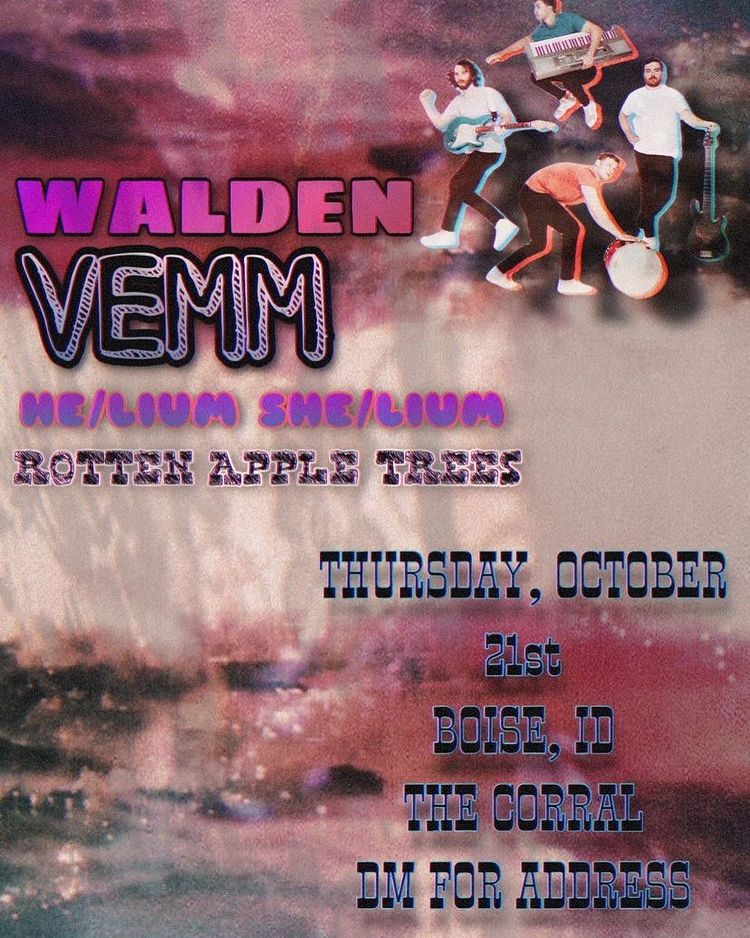 WALDEN
VEMM
HE/LIUM SHE/LIUM
ROTTEN APPLE TREES
THURSDAY, OCTOBER
21st
BOISE, ID
THE CORRAL
DM FOR ADDRESS